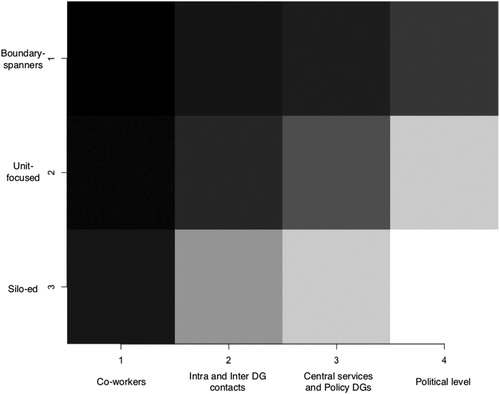 Boundary-
spanners
1
Unit-
focused
2
Silo-ed
3
1
2
3
4
Co-workers
Intra and Inter DG
contacts
Central services
and Policy DGs
Political level